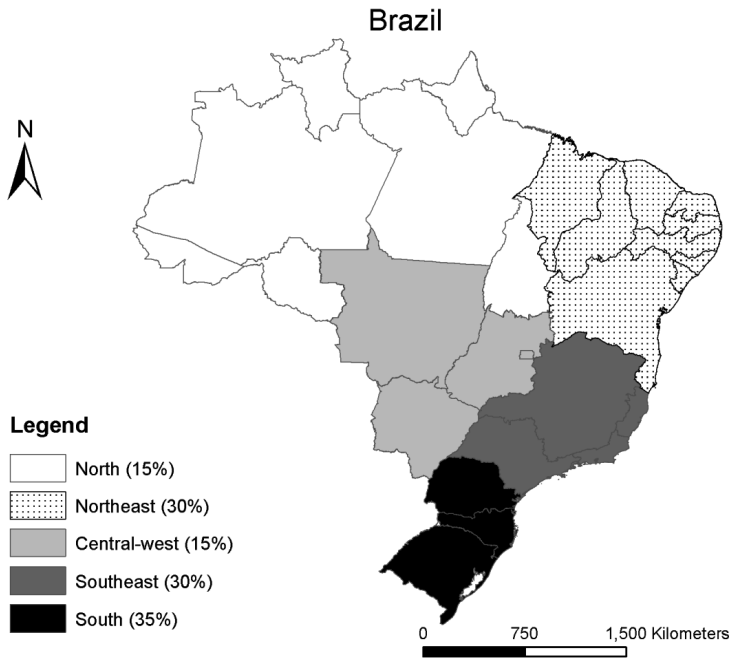 Brazil
N
Legend
North (15%)
Northeast (30%)
Central-west (15%)
Southeast (30%)
South (35%)
0 750 1,500 Kilometers